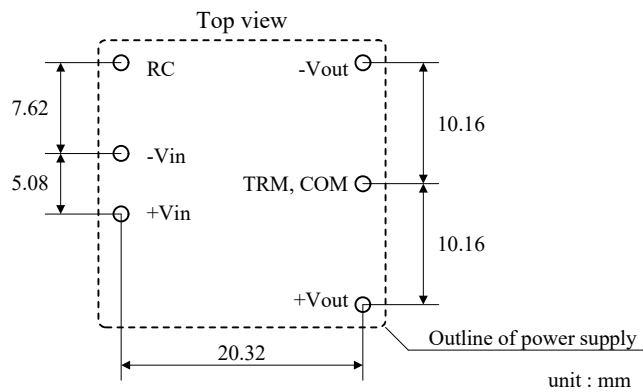 Top view
RC
-Vout
7.62
10.16
-Vin
5.08
TRM, COM
+Vin
10.16
+Vout
Outline of power supply
20.32
unit : mm